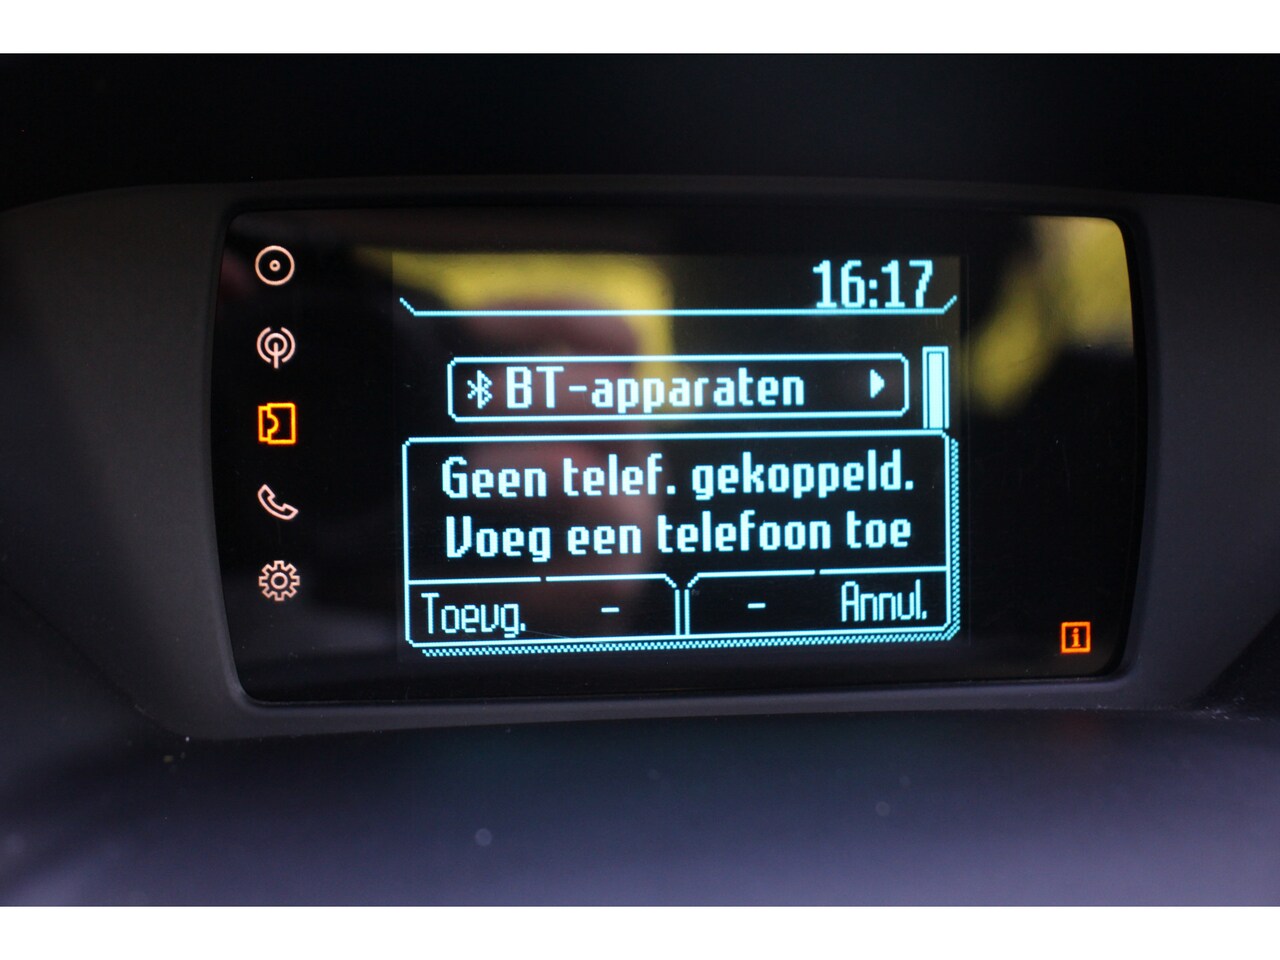 16:17
BT-apparaten
Geen telef. gekoppeld.
Voeg een telefoon toe
Toevg. - - Annul.
i